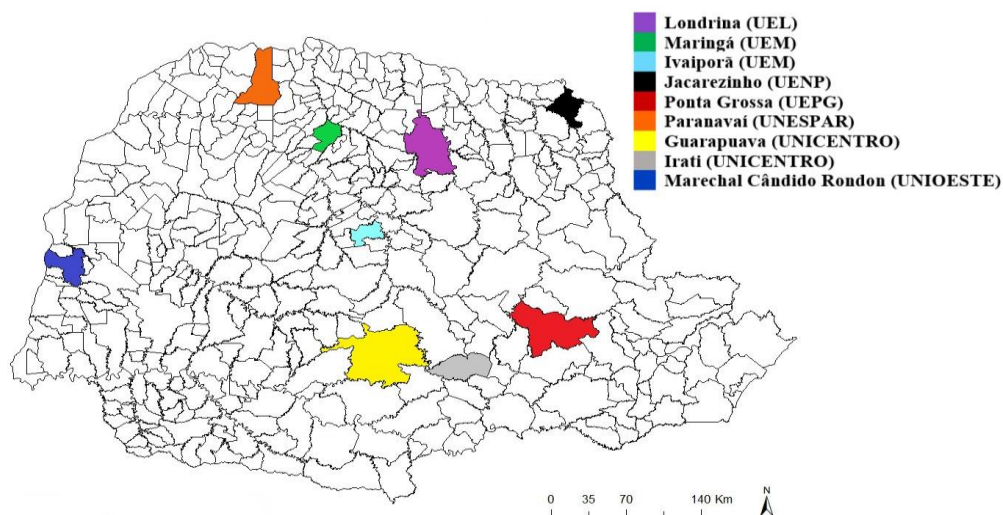 Londrina (UEL)
Maringá (UEM)
Ivaiporã (UEM)
Jacarezinho (UENP)
Ponta Grossa (UEPG)
Paranavaí (UNESPAR)
Guarapuava (UNICENTRO)
Irati (UNICENTRO)
Marechal Cândido Rondon (UNIOESTE)
0 35 70 140 Km
N